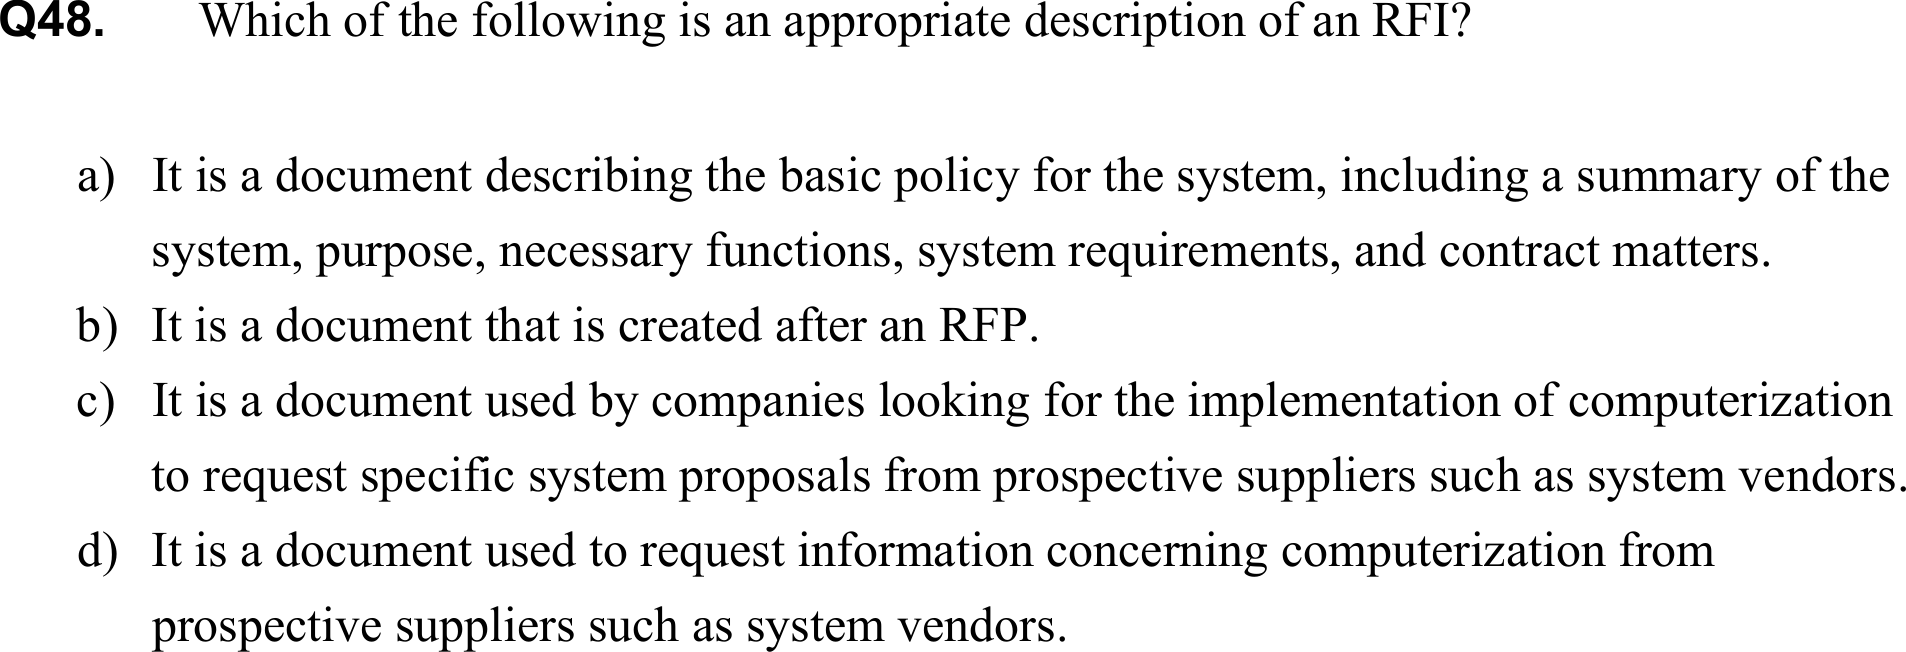 Q48. Which of the following is an appropriate description of an RFI?
a) It is a document describing the basic policy for the system, including a summary of the
system, purpose, necessary functions, system requirements, and contract matters.
b) It is a document that is created after an RFP.
c) It is a document used by companies looking for the implementation of computerization
to request specific system proposals from prospective suppliers such as system vendors.
d) It is a document used to request information concerning computerization from
prospective suppliers such as system vendors.